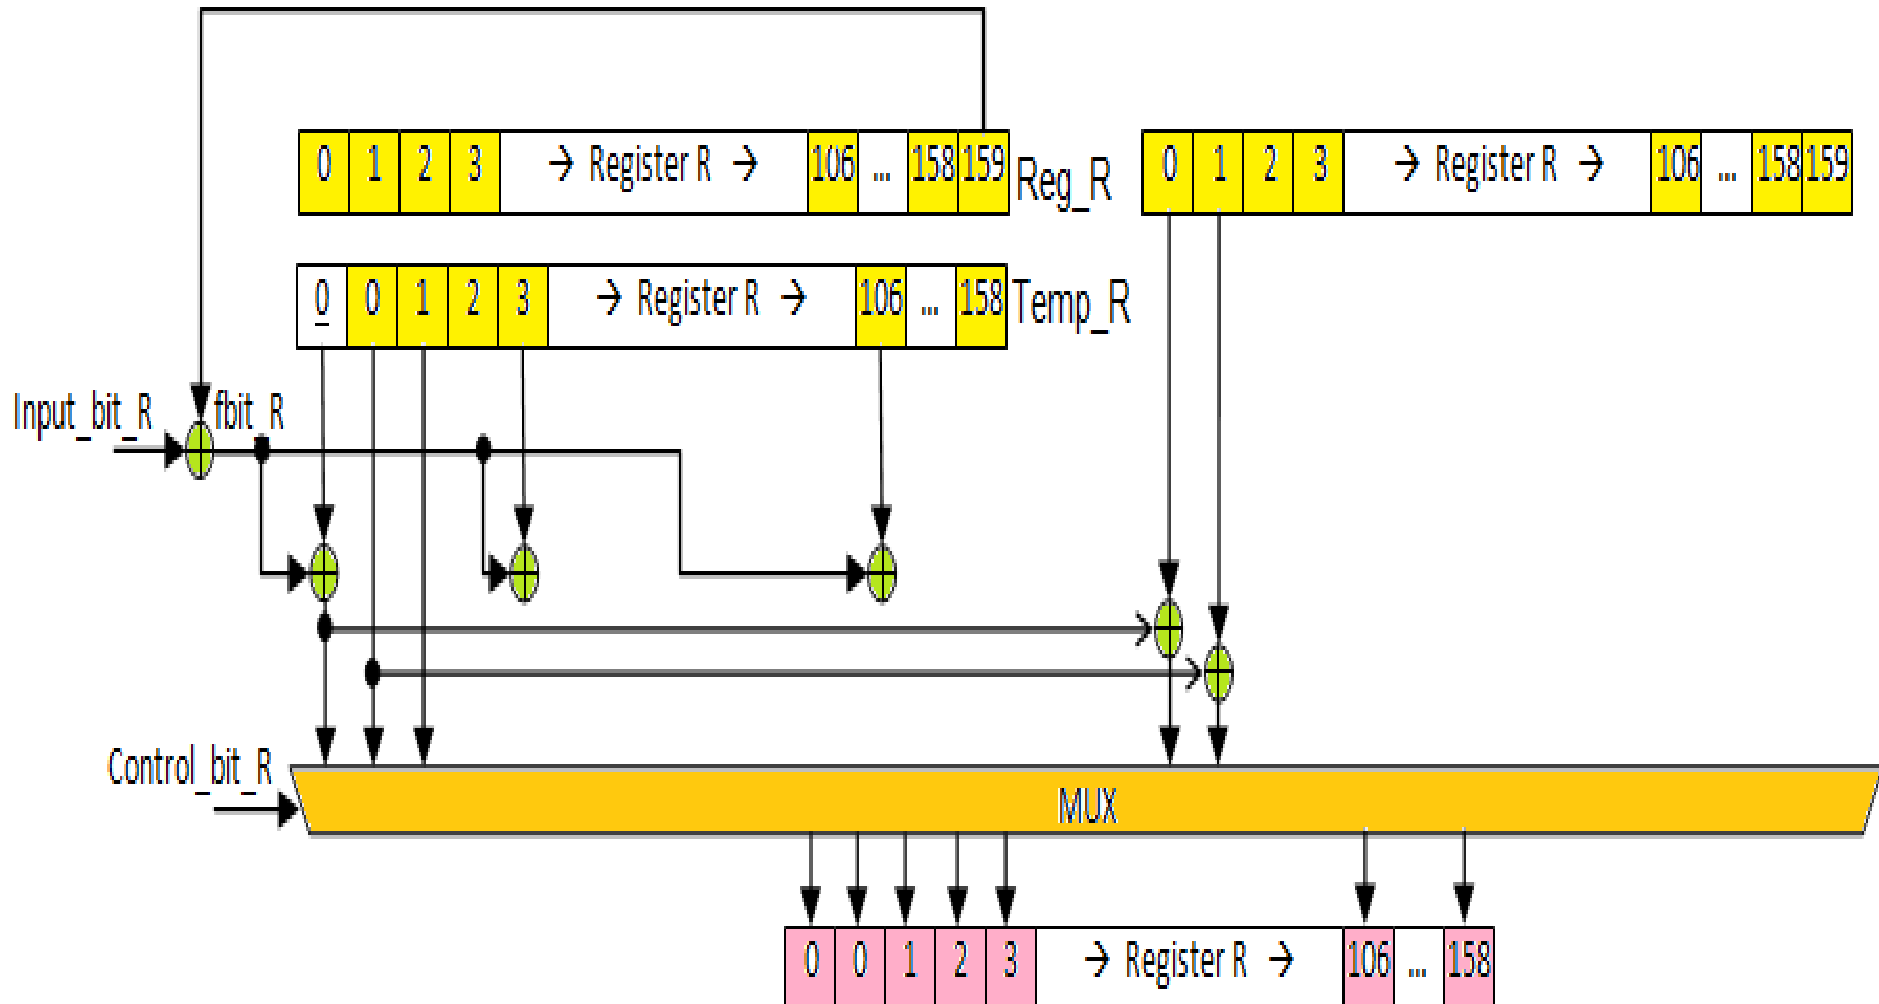 0 1 2 3 → Register R → 106 ... 158 159 Reg_R
0 1 2 3 → Register R → 106 ... 158 159
0 0 1 2 3 → Register R → 106 ... 158 Temp_R
Input_bit_R fbit_R
Control_bit_R
MUX
0 0 1 2 3 → Register R → 106 ... 158